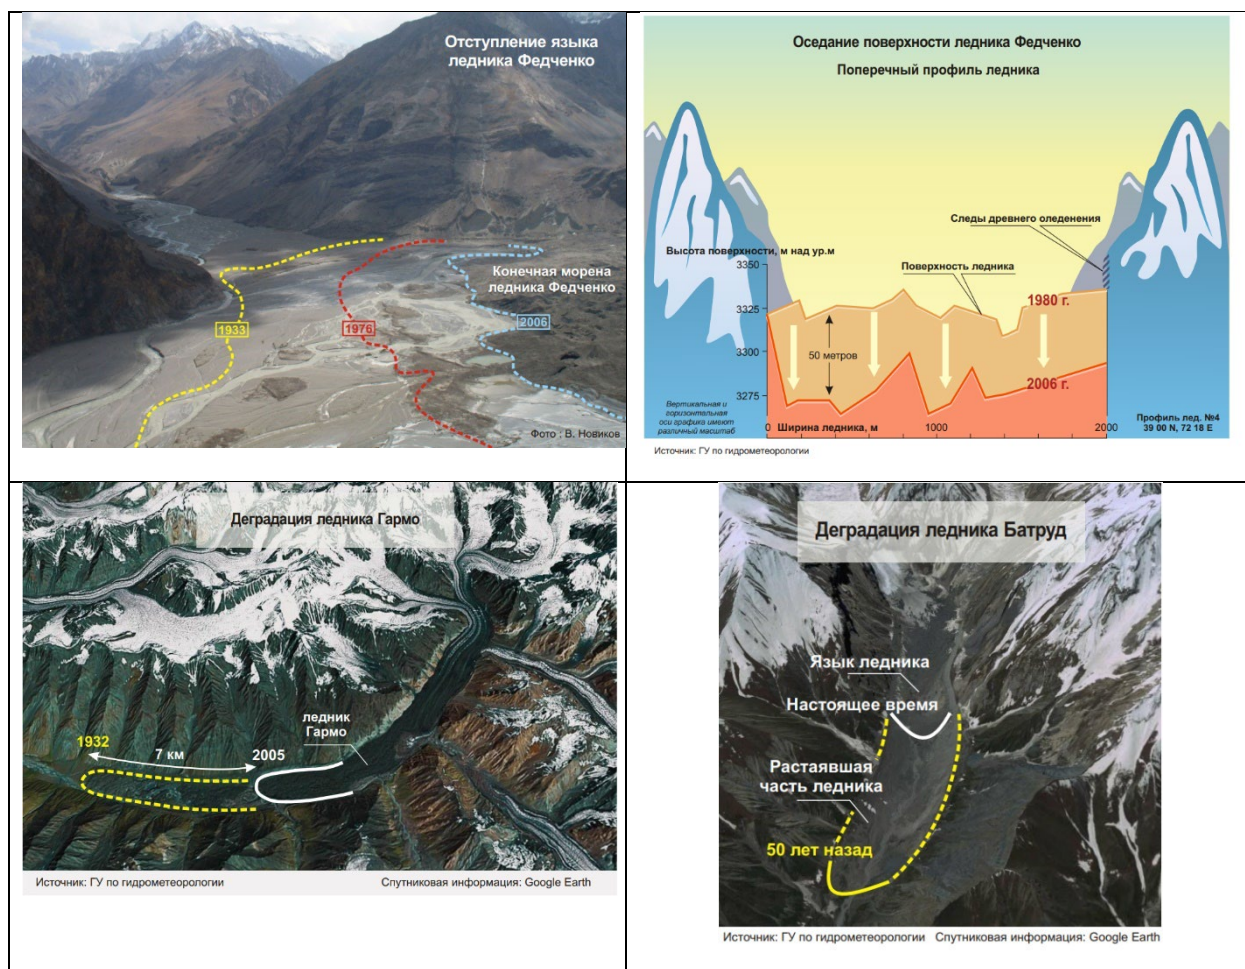 Отступление языка
ледника Федченко
Конечная морена
ледника Федченко
1933
1976
2006
Фото : В. Новиков
Оседание поверхности ледника Федченко
Поперечный профиль ледника
Следы древнего оледенения
Высота поверхности, м над ур.м
3350
Поверхность ледника
1980 г.
3325
50 метров
3300
2006 г.
3275
Вертикальная и
горизонтальная
оси графика имеют
различный масштаб
0
Ширина ледника, м
1000
2000
Профиль лед. №4
39 00 N, 72 18 E
Источник: ГУ по гидрометеорологии
Деградация ледника Гармо
ледник
Гармо
1932
7 км
2005
Источник: ГУ по гидрометеорологии
Спутниковая информация: Google Earth
Деградация ледника Батруд
Язык ледника
Настоящее время
Растаявшая
часть ледника
50 лет назад
Источник: ГУ по гидрометеорологии Спутниковая информация: Google Earth